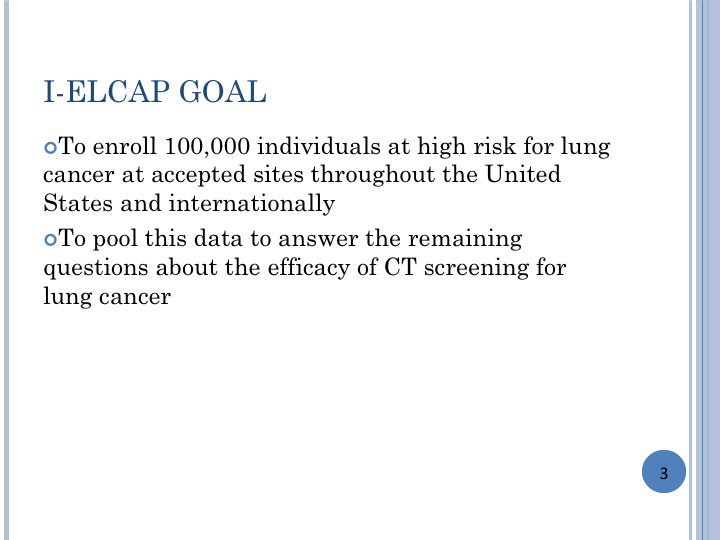 I-ELCAP GOAL
To enroll 100,000 individuals at high risk for lung
cancer at accepted sites throughout the United
States and internationally
To pool this data to answer the remaining
questions about the efficacy of CT screening for
lung cancer
3